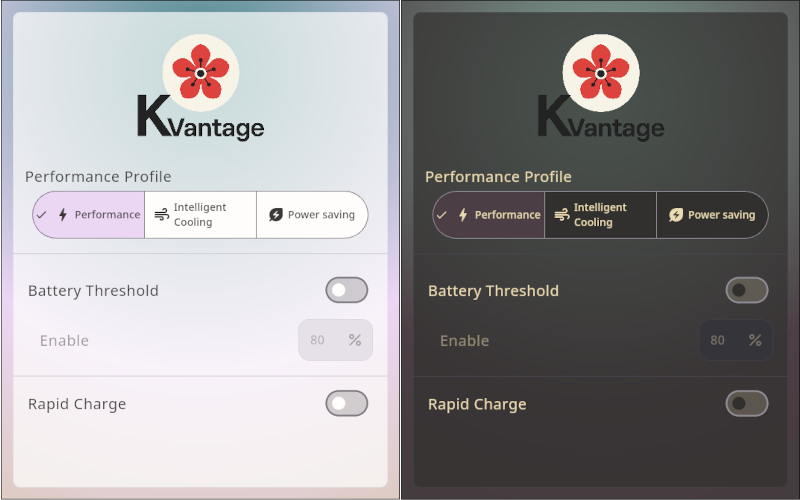 KVantage
Performance Profile
Performance
Intelligent
Cooling
Power saving
Battery Threshold
Enable
80 %
Rapid Charge
KVantage
Performance Profile
Performance
Intelligent
Cooling
Power saving
Battery Threshold
Enable
80 %
Rapid Charge